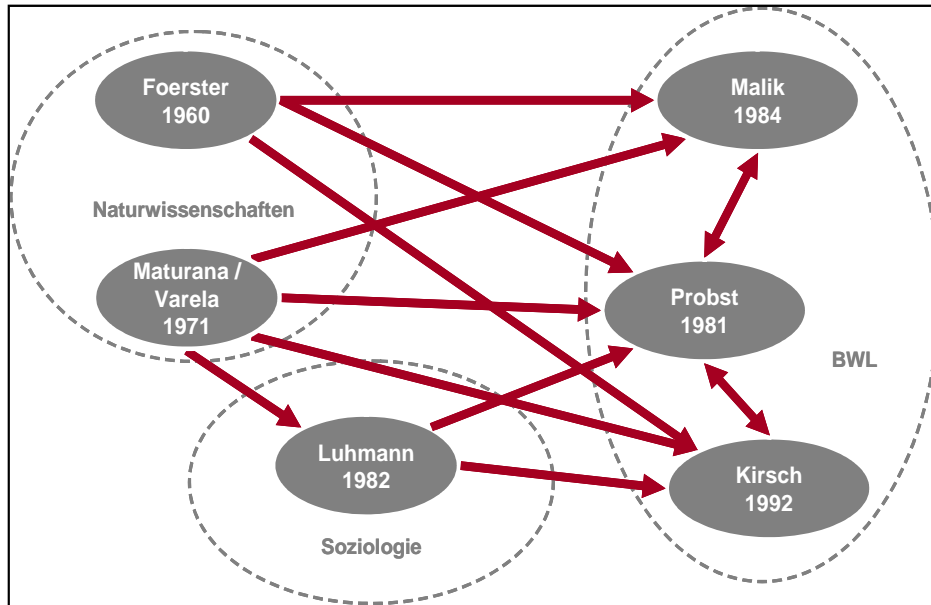 Foerster
1960
Malik
1984
Naturwissenschaften
Maturana /
Varela
1971
Probst
1981
BWL
Luhmann
1982
Kirsch
1992
Soziologie